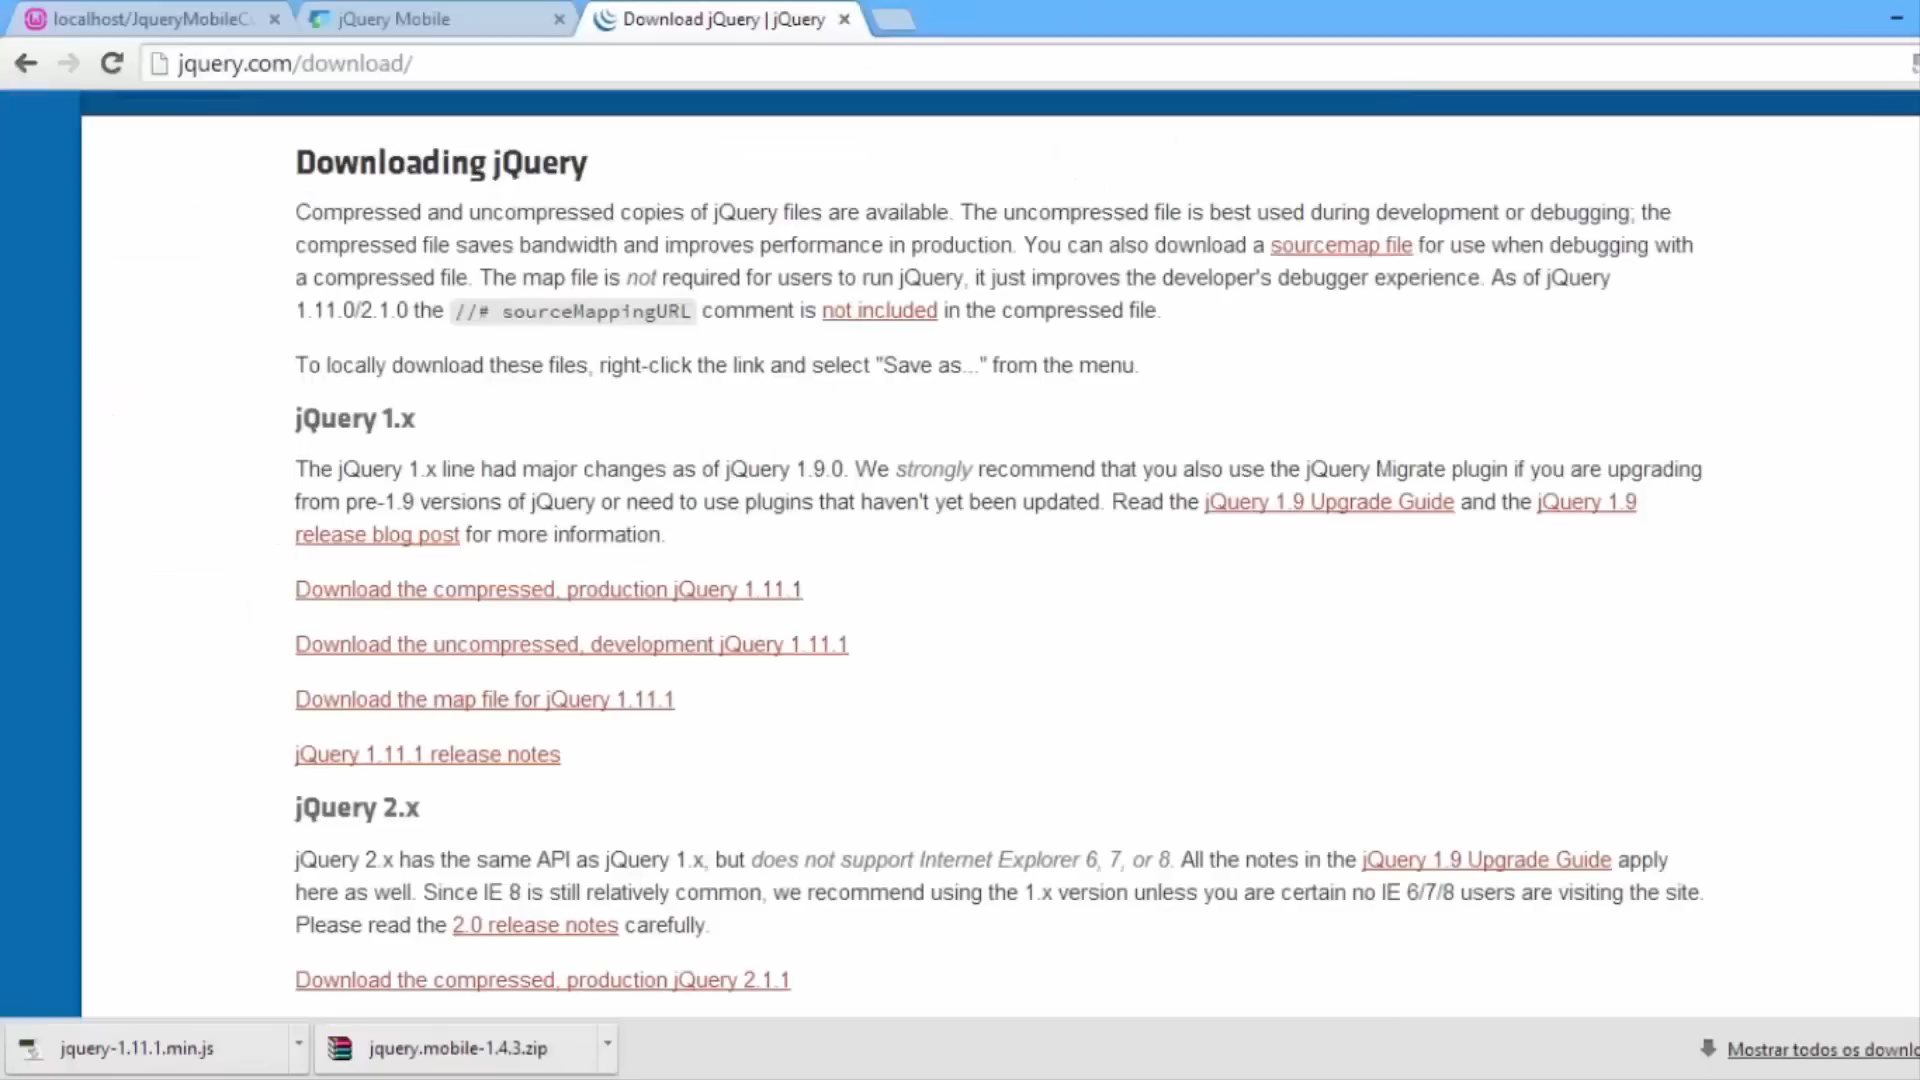 localhost/JqueryMobileC
jQuery Mobile
Download jQuery | jQuery
jquery.com/download/
Downloading jQuery
Compressed and uncompressed copies of jQuery files are available. The uncompressed file is best used during development or debugging; the
compressed file saves bandwidth and improves performance in production. You can also download a sourcemap file for use when debugging with
a compressed file. The map file is not required for users to run jQuery, it just improves the developer's debugger experience. As of jQuery
1.11.0/2.1.0 the //# sourceMappingURL comment is not included in the compressed file.
To locally download these files, right-click the link and select "Save as..." from the menu.
jQuery 1.x
The jQuery 1.x line had major changes as of jQuery 1.9.0. We strongly recommend that you also use the jQuery Migrate plugin if you are upgrading
from pre-1.9 versions of jQuery or need to use plugins that haven't yet been updated. Read the jQuery 1.9 Upgrade Guide and the jQuery 1.9
release blog post for more information.
Download the compressed, production jQuery 1.11.1
Download the uncompressed, development jQuery 1.11.1
Download the map file for jQuery 1.11.1
jQuery 1.11.1 release notes
jQuery 2.x
jQuery 2.x has the same API as jQuery 1.x, but does not support Internet Explorer 6, 7, or 8. All the notes in the jQuery 1.9 Upgrade Guide apply
here as well. Since IE 8 is still relatively common, we recommend using the 1.x version unless you are certain no IE 6/7/8 users are visiting the site.
Please read the 2.0 release notes carefully.
Download the compressed, production jQuery 2.1.1
jquery-1.11.1.min.js
jquery.mobile-1.4.3.zip
Mostrar todos os downlo